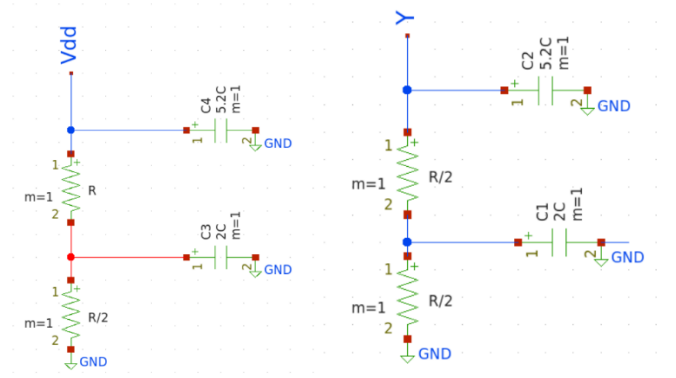 Vdd
C4
5.2C
m=1
+
1
2
GND
1
+
m=1
R
2
C3
2C
m=1
+
1
2
GND
1
+
m=1
R/2
2
GND
Y
C2
5.2C
m=1
+
1
2
GND
1
+
m=1
R/2
2
C1
2C
m=1
+
1
2
GND
1
+
m=1
R/2
2
GND